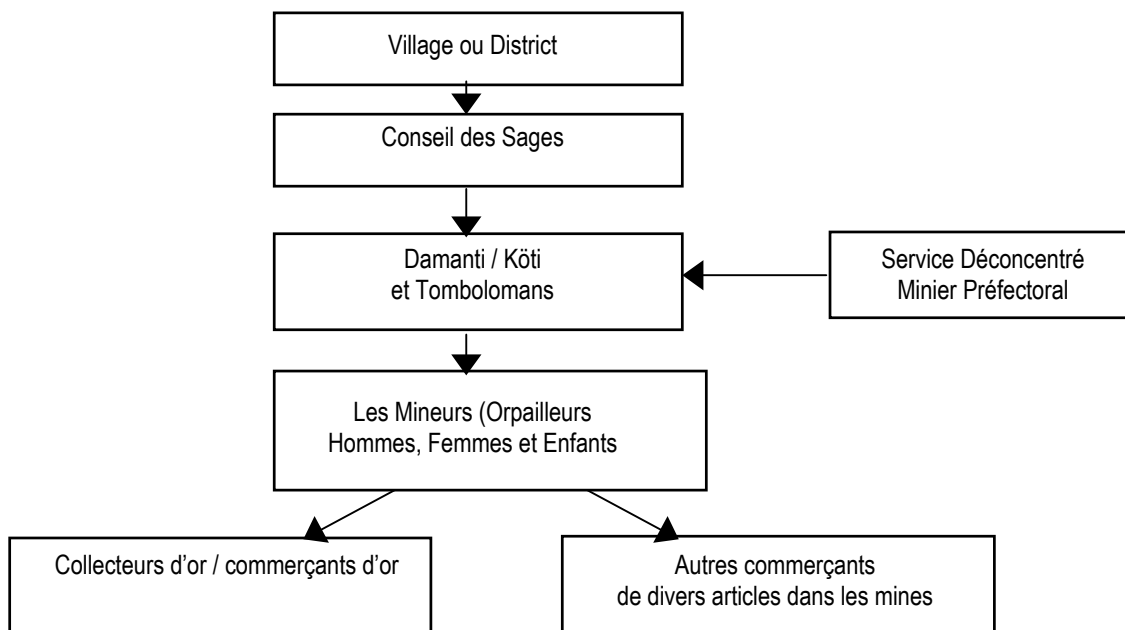 Village ou District
Conseil des Sages
Damanti / Köti
et Tombolomans
Service Déconcentré
Minier Préfectoral
Les Mineurs (Orpailleurs
Hommes, Femmes et Enfants
Collecteurs d'or / commerçants d'or
Autres commerçants
de divers articles dans les mines